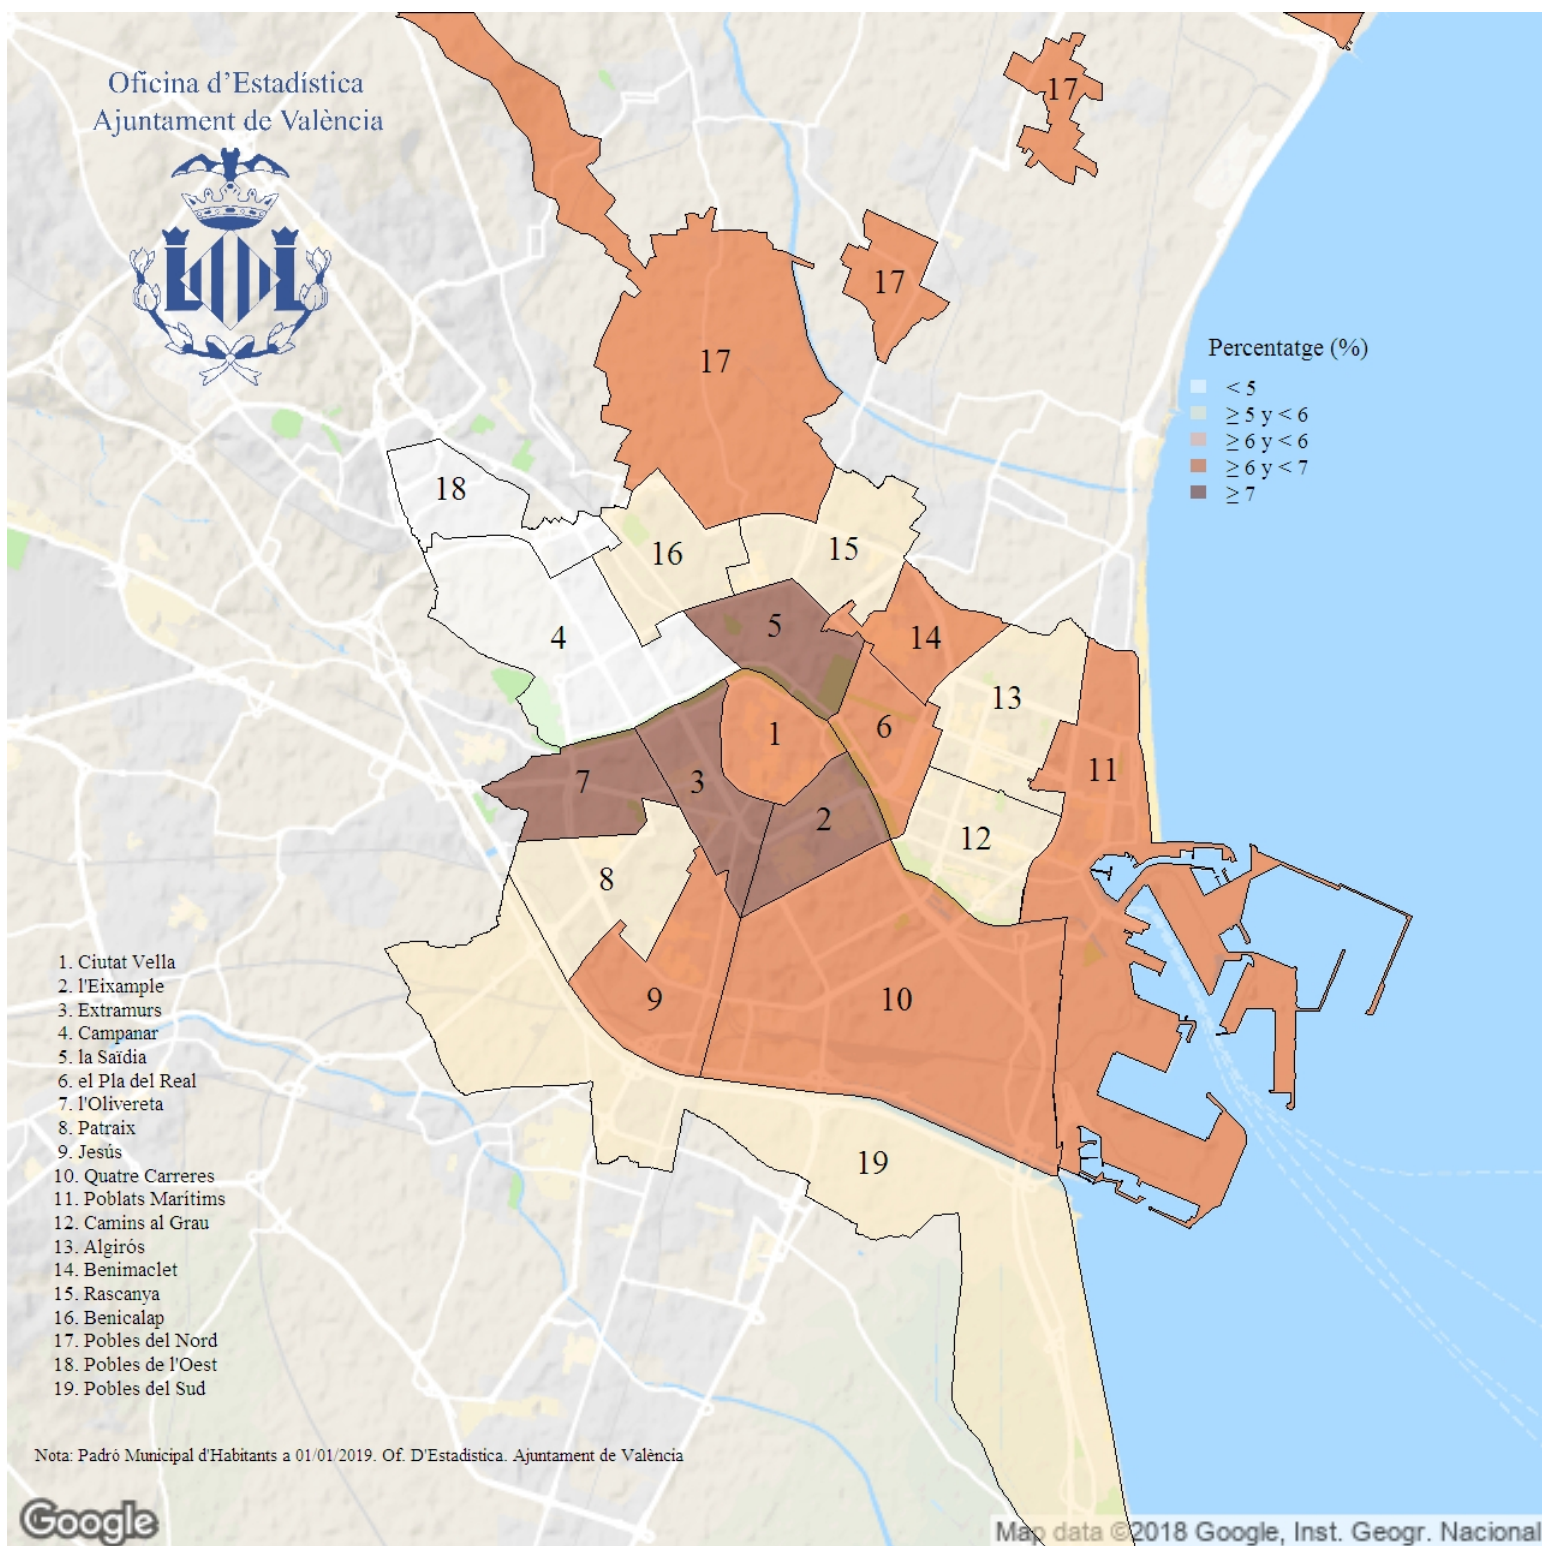 Oficina d'Estadística
Ajuntament de València
17
17
17
Percentatge (%)
< 5
≥ 5 y < 6
≥ 6 y < 6
≥ 6 y < 7
≥ 7
18
16
15
4
5
14
13
1
6
7
3
11
2
12
8
9
10
19
1. Ciutat Vella
2. l'Eixample
3. Extramurs
4. Campanar
5. la Saïdia
6. el Pla del Real
7. l'Olivereta
8. Patraix
9. Jesús
10. Quatre Carreres
11. Poblats Marítims
12. Camins al Grau
13. Algirós
14. Benimaclet
15. Rascanya
16. Benicalap
17. Pobles del Nord
18. Pobles de l'Oest
19. Pobles del Sud
Nota: Padró Municipal d'Habitants a 01/01/2019. Of. D'Estadística. Ajuntament de València
Google
Map data ©2018 Google, Inst. Geogr. Nacional